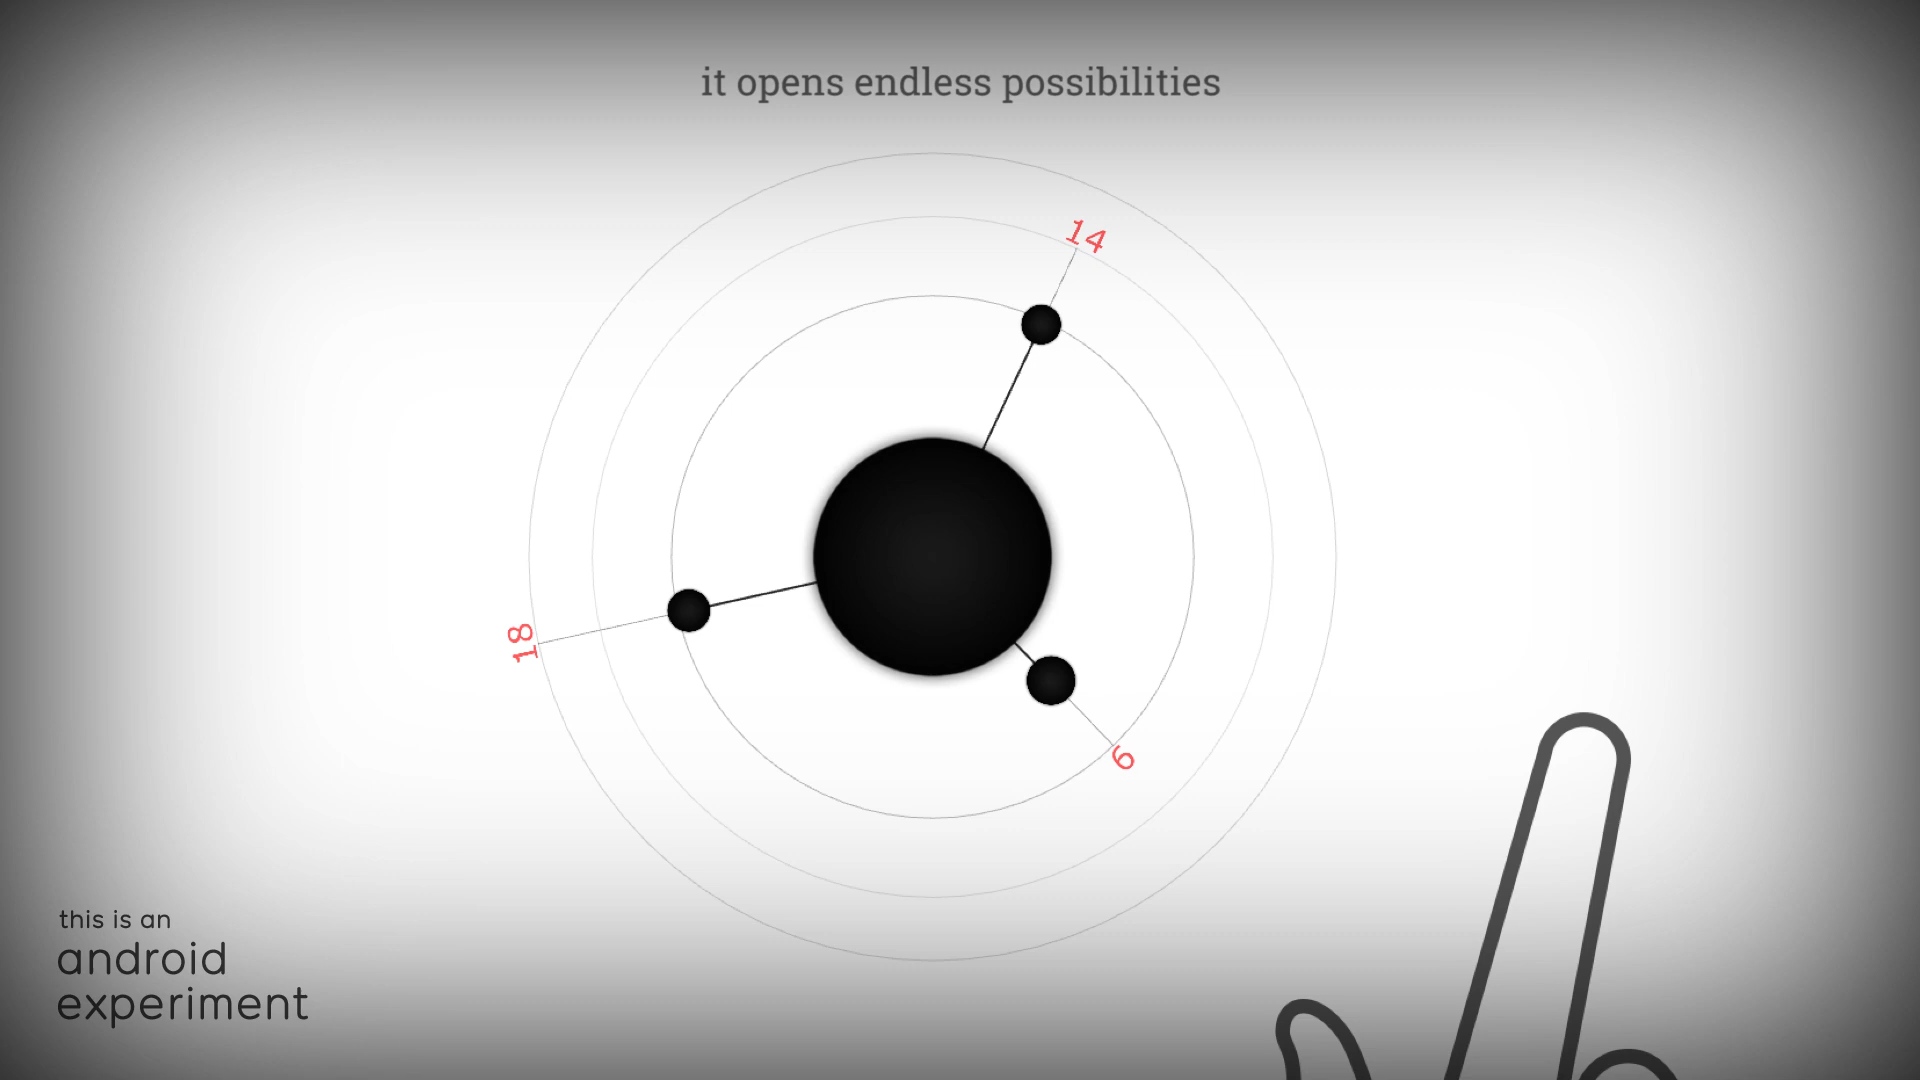 it opens endless possibilities
14
18
6
this is an
android
experiment